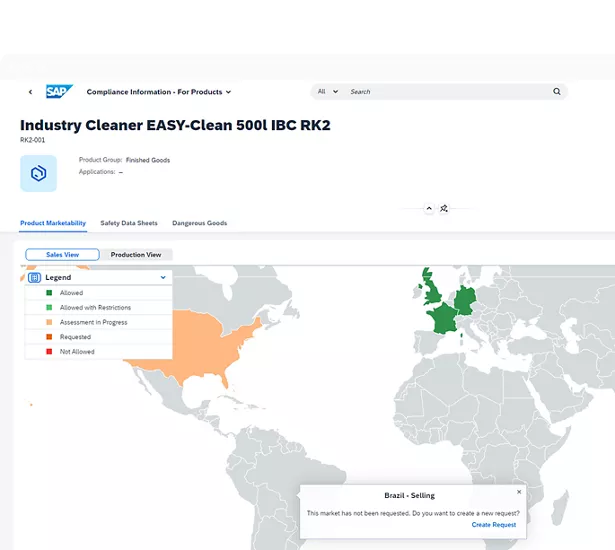 SAP Compliance Information - For Products All Search
Industry Cleaner EASY-Clean 500l IBC RK2
RK2-001
Product Group: Finished Goods
Applications: –
Product Marketability Safety Data Sheets Dangerous Goods
Sales View Production View
Legend
Allowed
Allowed with Restrictions
Assessment in Progress
Requested
Not Allowed
Brazil - Selling
This market has not been requested. Do you want to create a new request?
Create Request